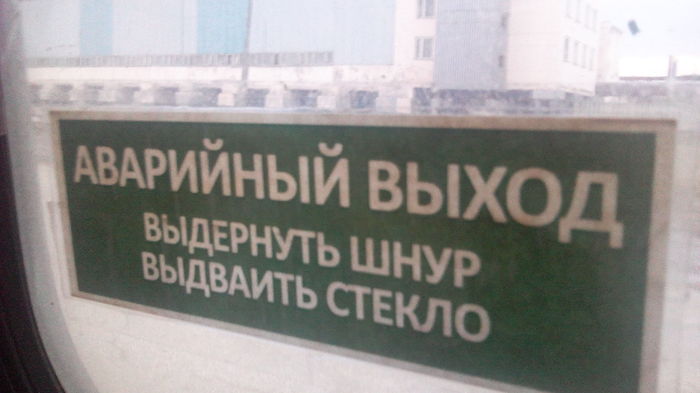 АВАРИЙНЫЙ ВЫХОД
ВЫДЕРНУТЬ ШНУР
ВЫДВАИТЬ СТЕКЛО